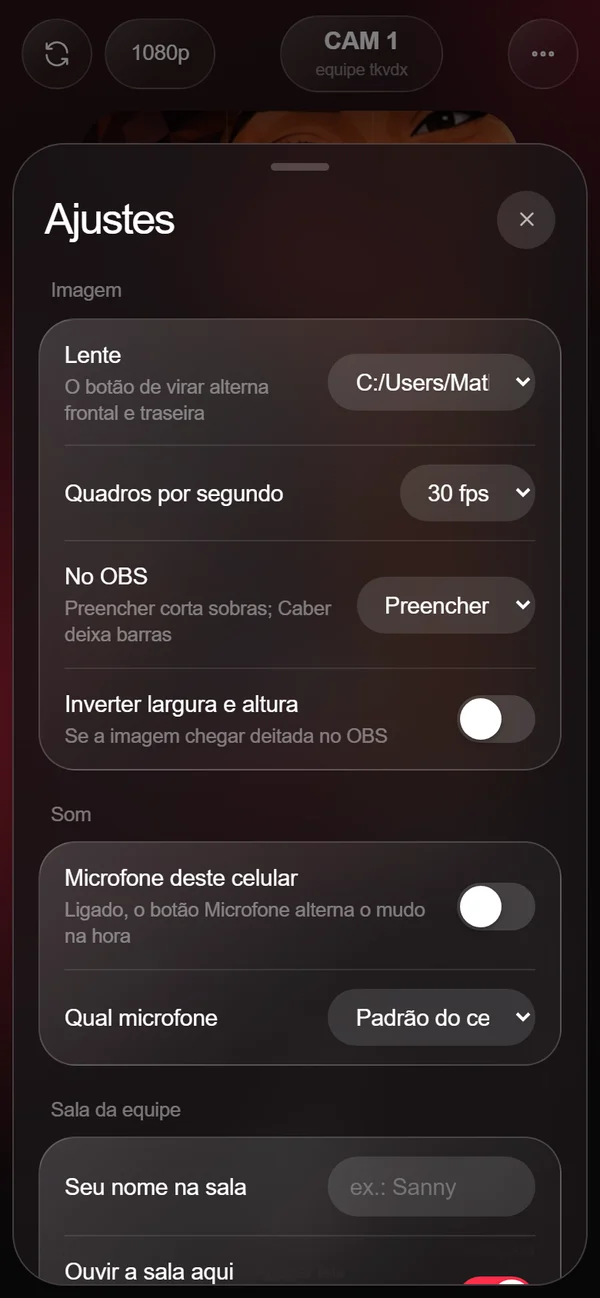 1080p
CAM 1
equipe tkvdx
Ajustes
Imagem
Lente
O botão de virar alterna
frontal e traseira
C:/Users/Mat
Quadros por segundo
30 fps
No OBS
Preencher corta sobras; Caber
deixa barras
Preencher
Inverter largura e altura
Se a imagem chegar deitada no OBS
Som
Microfone deste celular
Ligado, o botão Microfone alterna o mudo
na hora
Qual microfone
Padrão do ce
Sala da equipe
Seu nome na sala
ex.: Sanny
Ouvir a sala aqui